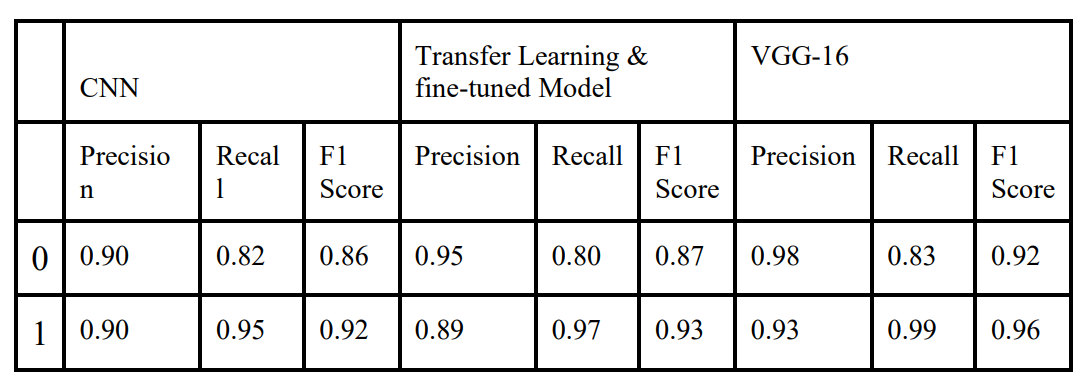 CNN Transfer Learning & fine-tuned Model VGG-16
Precisio n Recal l F1 Score Precision Recall F1 Score Precision Recall F1 Score
0 0.90 0.82 0.86 0.95 0.80 0.87 0.98 0.83 0.92
1 0.90 0.95 0.92 0.89 0.97 0.93 0.93 0.99 0.96